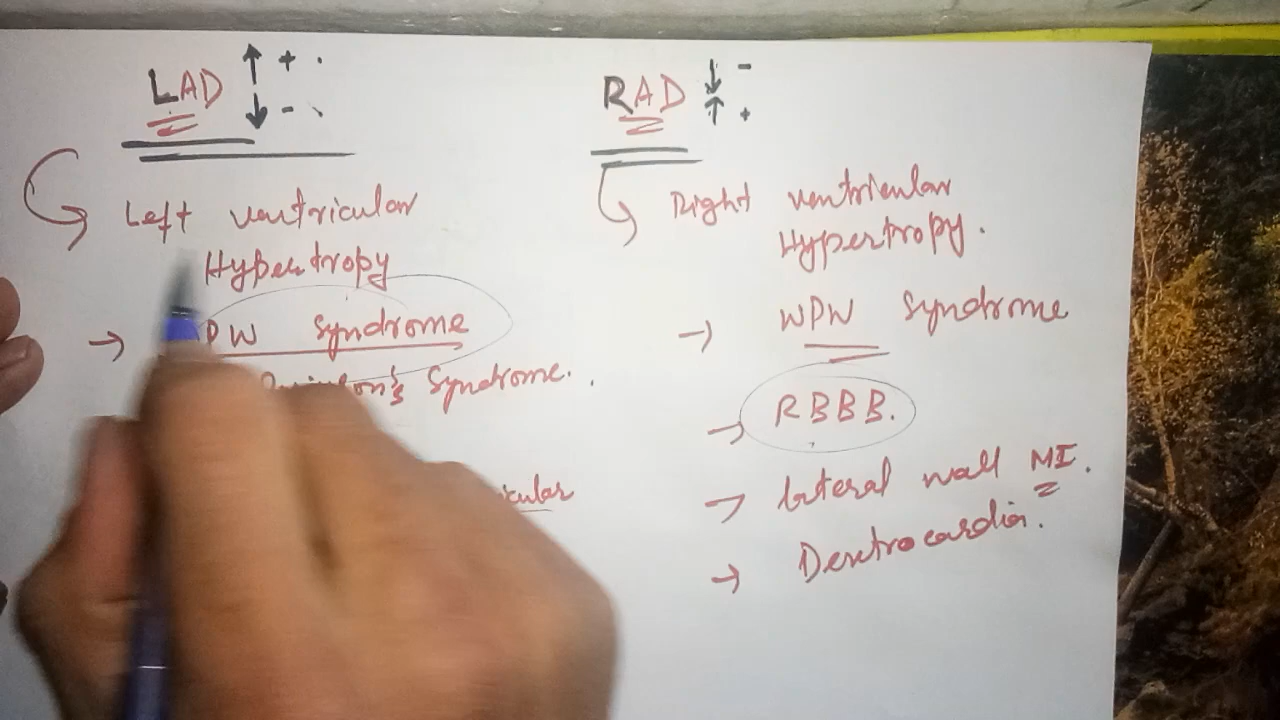 LAD ↑ + .
↓ -
Left ventricular
Hypertropy
→ PW Syndrome
Syndrome.
RAD ↓ -
↑ +
Right ventricular
Hypertropy.
→ WPW Syndrome
→ RBBB.
→ lateral wall MI.
→ Dextrocardia.